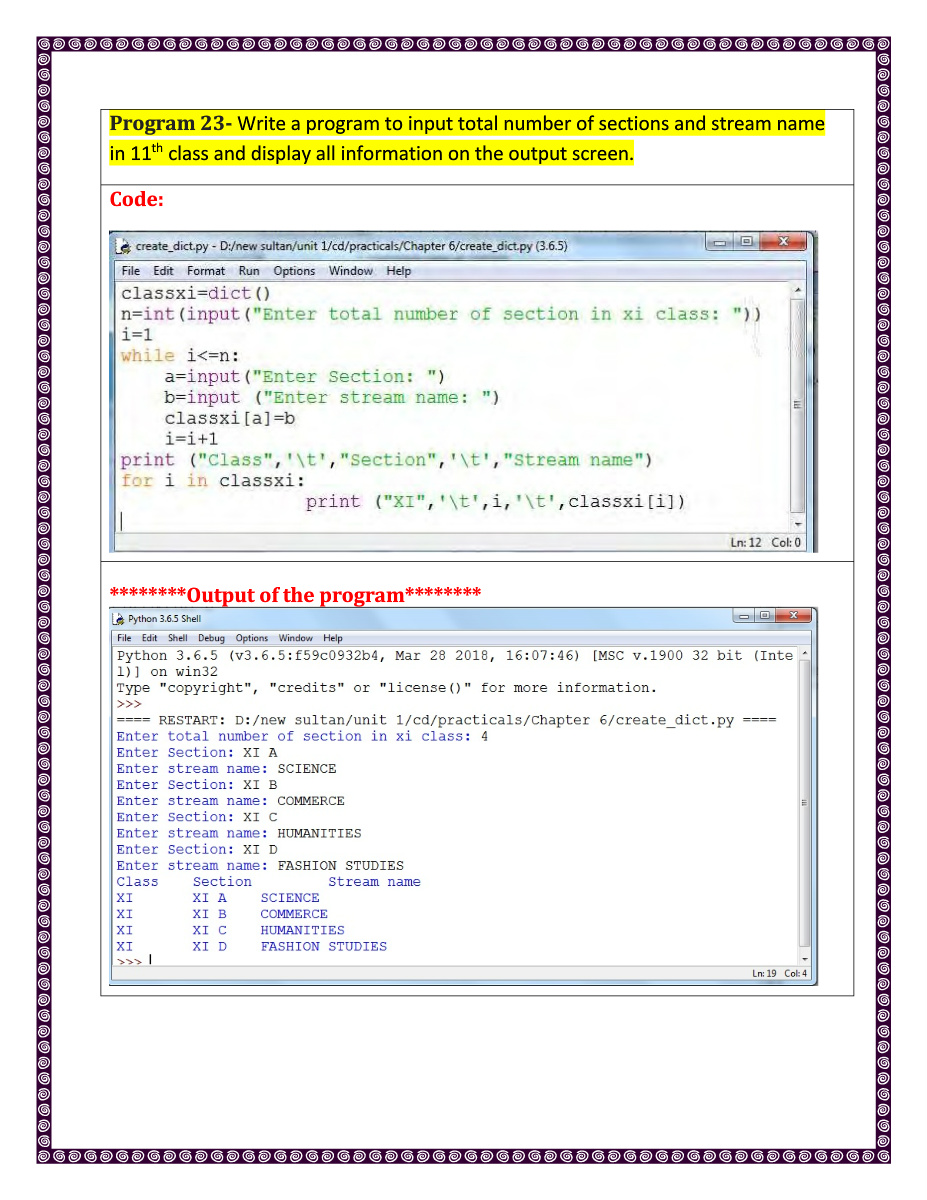 Program 23- Write a program to input total number of sections and stream name
in 11th class and display all information on the output screen.
Code:
create_dict.py - D:/new sultan/unit 1/cd/practicals/Chapter 6/create_dict.py (3.6.5)
File Edit Format Run Options Window Help
classxi=dict()
n=int(input("Enter total number of section in xi class: "))
i=1
while i<=n:
    a=input("Enter Section: ")
    b=input ("Enter stream name: ")
    classxi[a]=b
    i=i+1
print ("Class",'\t',"Section",'\t',"Stream name")
for i in classxi:
                 print ("XI",'\t',i,'\t',classxi[i])
Ln: 12 Col: 0
********Output of the program********
Python 3.6.5 Shell
File Edit Shell Debug Options Window Help
Python 3.6.5 (v3.6.5:f59c0932b4, Mar 28 2018, 16:07:46) [MSC v.1900 32 bit (Inte
l)] on win32
Type "copyright", "credits" or "license()" for more information.
>>>
==== RESTART: D:/new sultan/unit 1/cd/practicals/Chapter 6/create_dict.py ====
Enter total number of section in xi class: 4
Enter Section: XI A
Enter stream name: SCIENCE
Enter Section: XI B
Enter stream name: COMMERCE
Enter Section: XI C
Enter stream name: HUMANITIES
Enter Section: XI D
Enter stream name: FASHION STUDIES
Class Section Stream name
XI XI A SCIENCE
XI XI B COMMERCE
XI XI C HUMANITIES
XI XI D FASHION STUDIES
>>>
Ln: 19 Col: 4